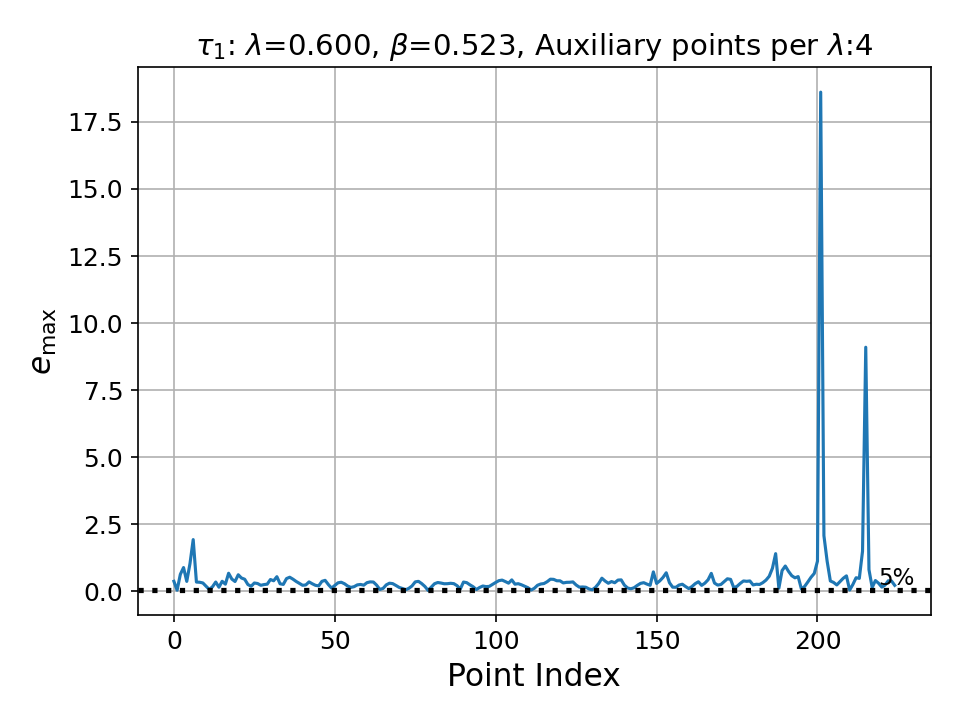 τ₁: λ=0.600, β=0.523, Auxiliary points per λ:4
e_max
17.5
15.0
12.5
10.0
7.5
5.0
2.5
0.0
5%
0 50 100 150 200
Point Index